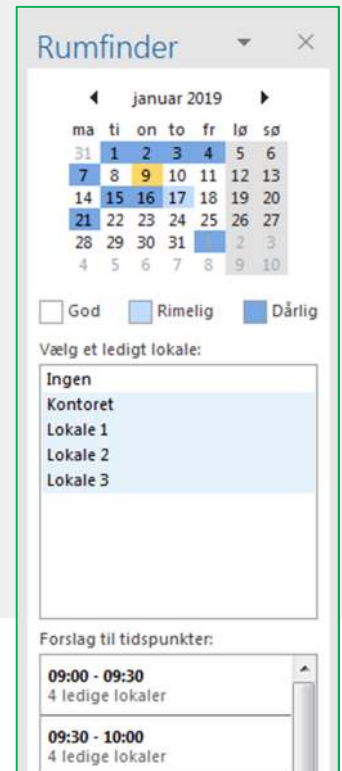 Rumfinder
januar 2019
ma ti on to fr lø sø
31 1 2 3 4 5 6
7 8 9 10 11 12 13
14 15 16 17 18 19 20
21 22 23 24 25 26 27
28 29 30 31 1 2 3
4 5 6 7 8 9 10
God Rimelig Dårlig
Vælg et ledigt lokale:
Ingen
Kontoret
Lokale 1
Lokale 2
Lokale 3
Forslag til tidspunkter:
09:00 - 09:30
4 ledige lokaler
09:30 - 10:00
4 ledige lokaler